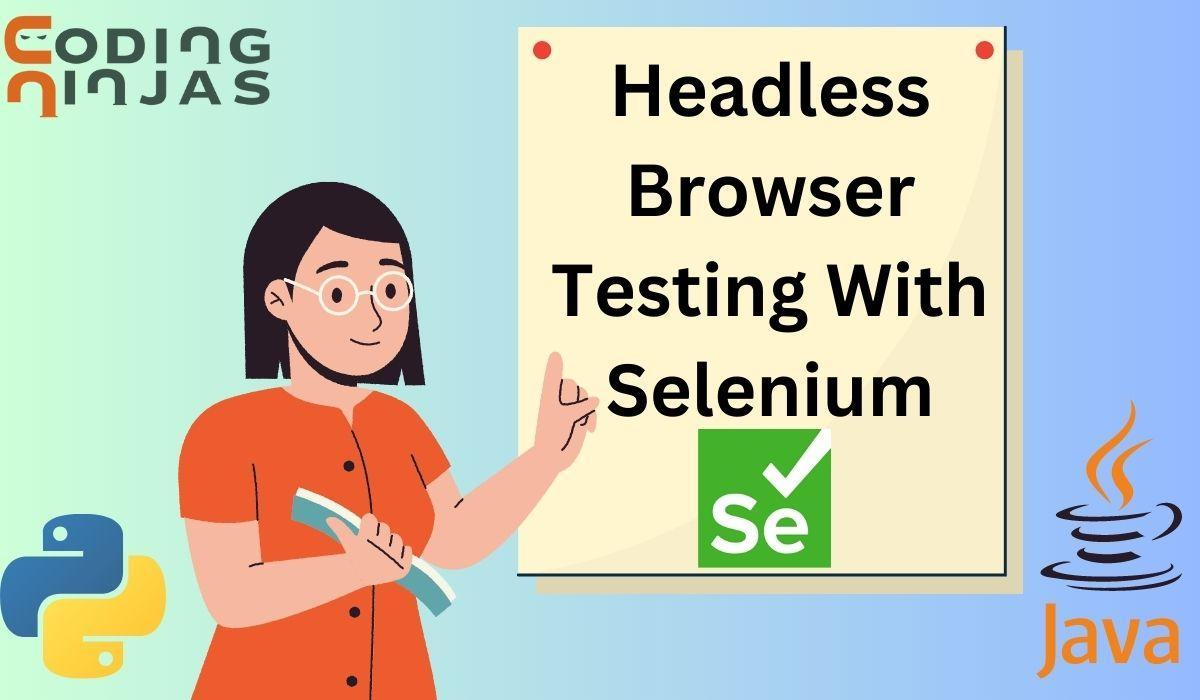 CODING
NINJAS
Headless
Browser
Testing With
Selenium
Se
Java